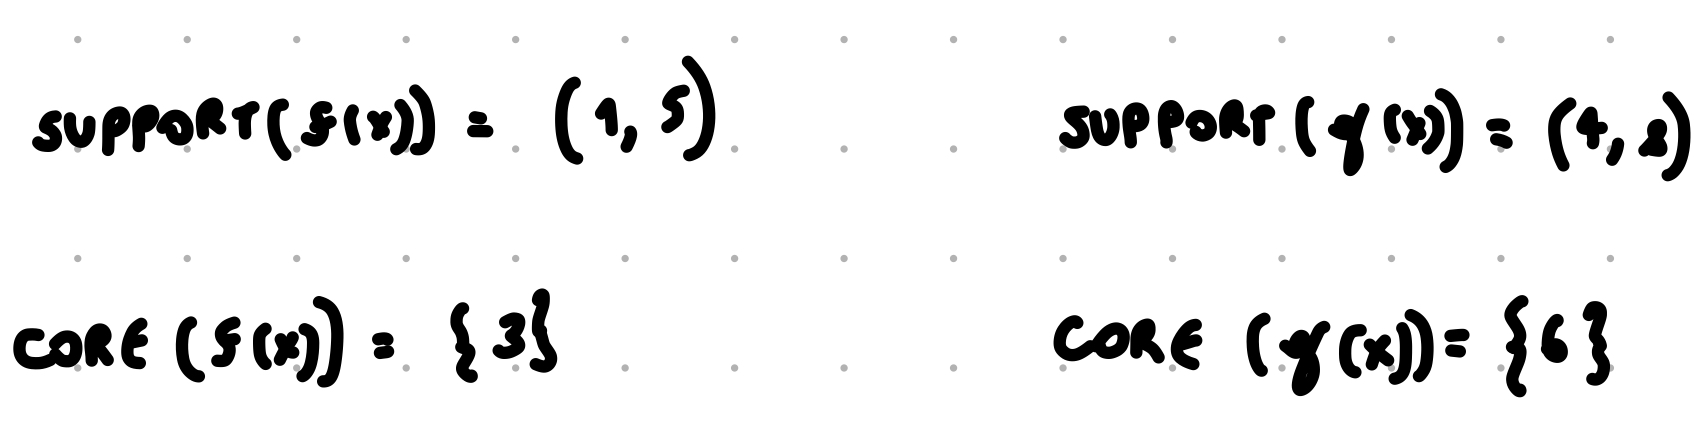 SUPPORT(f(x)) = (1, 5)
SUPPORT(g(x)) = (4, 8)
CORE (f(x)) = {3}
CORE (g(x)) = {6}